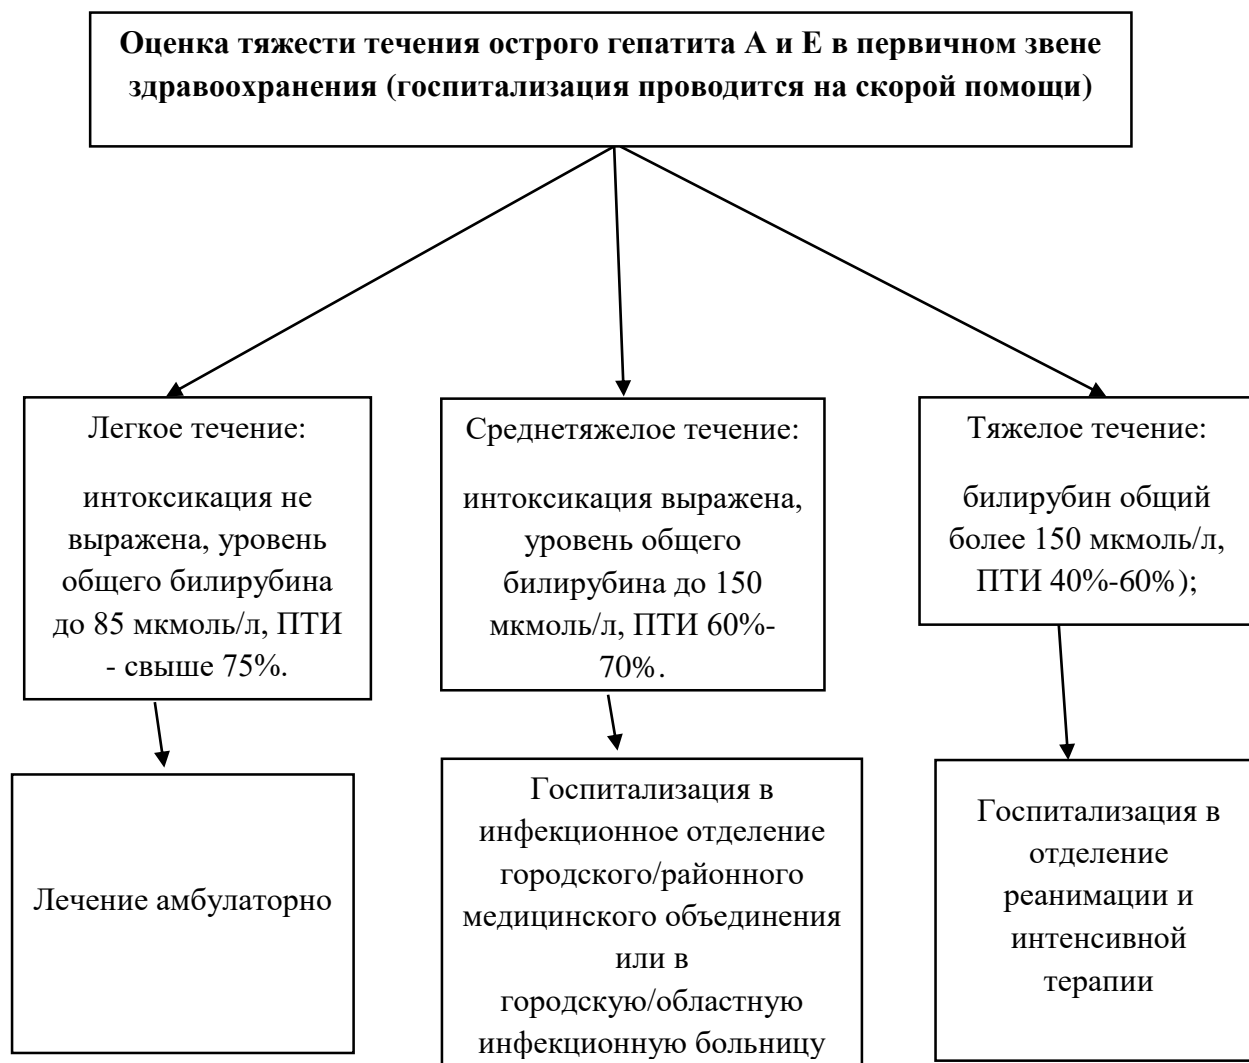 Оценка тяжести течения острого гепатита А и Е в первичном звене
здравоохранения (госпитализация проводится на скорой помощи)
Легкое течение:
интоксикация не
выражена, уровень
общего билирубина
до 85 мкмоль/л, ПТИ
- свыше 75%.
Среднетяжелое течение:
интоксикация выражена,
уровень общего
билирубина до 150
мкмоль/л, ПТИ 60%-
70%.
Тяжелое течение:
билирубин общий
более 150 мкмоль/л,
ПТИ 40%-60%);
Лечение амбулаторно
Госпитализация в
инфекционное отделение
городского/районного
медицинского объединения
или в
городскую/областную
инфекционную больницу
Госпитализация в
отделение
реанимации и
интенсивной
терапии